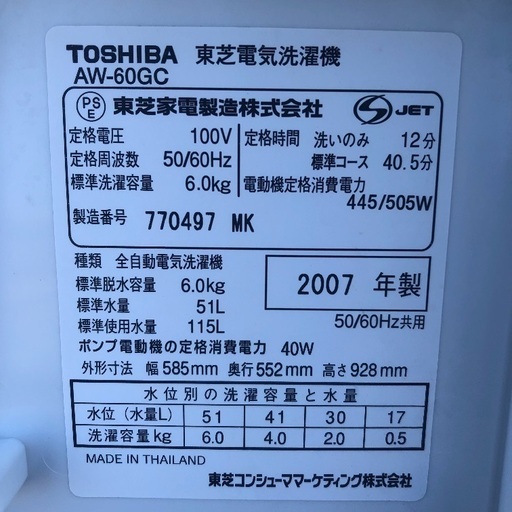 TOSHIBA 東芝電気洗濯機
AW-60GC
PSE 東芝家電製造株式会社 S JET
定格電圧 100V 定格時間 洗いのみ 12分
定格周波数 50/60Hz 標準コース 40.5分
標準洗濯容量 6.0kg 電動機定格消費電力
445/505W
製造番号 770497 MK
種類 全自動電気洗濯機
標準脱水容量 6.0kg 2007 年製
標準水量 51L
標準使用水量 115L 50/60Hz共用
ポンプ電動機の定格消費電力 40W
外形寸法 幅585mm 奥行552mm 高さ928mm
水位別の洗濯容量と水量
水位(水量L) 51 41 30 17
洗濯容量kg 6.0 4.0 2.0 0.5
MADE IN THAILAND
東芝コンシューママーケティング株式会社